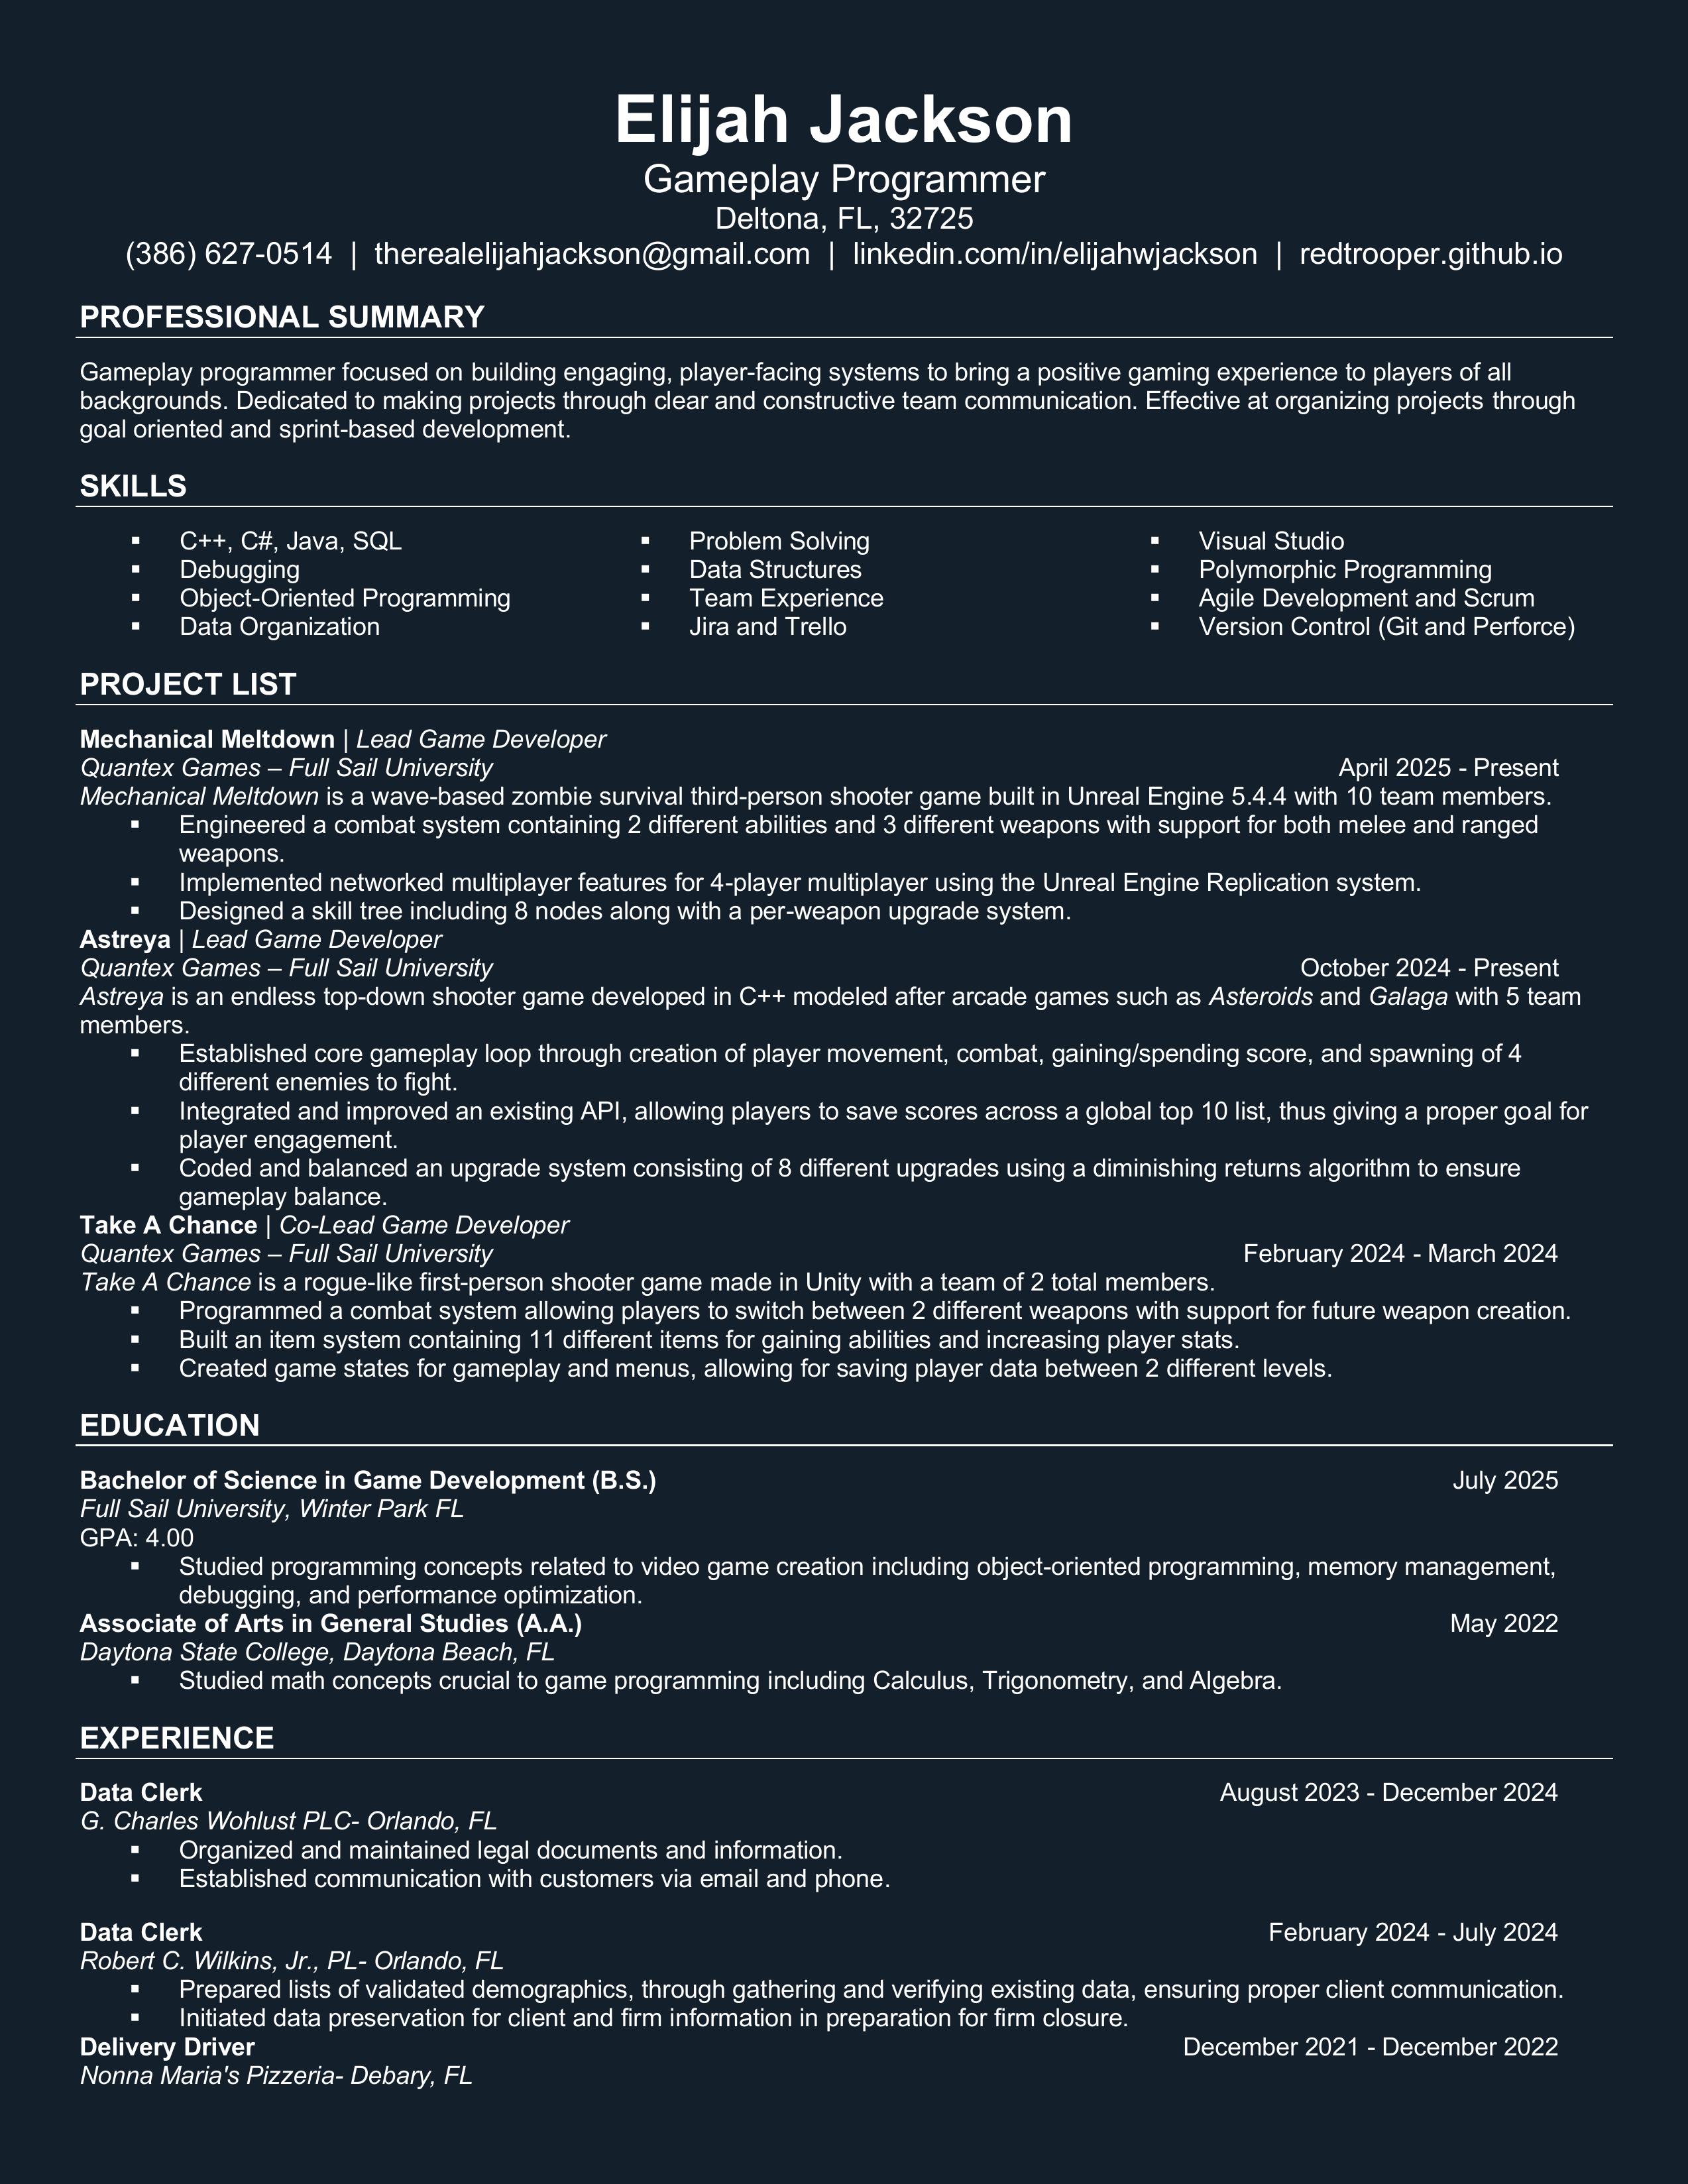 Elijah Jackson
Gameplay Programmer
Deltona, FL, 32725
(386) 627-0514 | therealelijahjackson@gmail.com | linkedin.com/in/elijahwjackson | redtrooper.github.io
PROFESSIONAL SUMMARY
Gameplay programmer focused on building engaging, player-facing systems to bring a positive gaming experience to players of all
backgrounds. Dedicated to making projects through clear and constructive team communication. Effective at organizing projects through
goal oriented and sprint-based development.
SKILLS
▪ C++, C#, Java, SQL
▪ Debugging
▪ Object-Oriented Programming
▪ Data Organization
▪ Problem Solving
▪ Data Structures
▪ Team Experience
▪ Jira and Trello
▪ Visual Studio
▪ Polymorphic Programming
▪ Agile Development and Scrum
▪ Version Control (Git and Perforce)
PROJECT LIST
Mechanical Meltdown | Lead Game Developer
Quantex Games – Full Sail University April 2025 - Present
Mechanical Meltdown is a wave-based zombie survival third-person shooter game built in Unreal Engine 5.4.4 with 10 team members.
▪ Engineered a combat system containing 2 different abilities and 3 different weapons with support for both melee and ranged
weapons.
▪ Implemented networked multiplayer features for 4-player multiplayer using the Unreal Engine Replication system.
▪ Designed a skill tree including 8 nodes along with a per-weapon upgrade system.
Astreya | Lead Game Developer
Quantex Games – Full Sail University October 2024 - Present
Astreya is an endless top-down shooter game developed in C++ modeled after arcade games such as Asteroids and Galaga with 5 team
members.
▪ Established core gameplay loop through creation of player movement, combat, gaining/spending score, and spawning of 4
different enemies to fight.
▪ Integrated and improved an existing API, allowing players to save scores across a global top 10 list, thus giving a proper goal for
player engagement.
▪ Coded and balanced an upgrade system consisting of 8 different upgrades using a diminishing returns algorithm to ensure
gameplay balance.
Take A Chance | Co-Lead Game Developer
Quantex Games – Full Sail University February 2024 - March 2024
Take A Chance is a rogue-like first-person shooter game made in Unity with a team of 2 total members.
▪ Programmed a combat system allowing players to switch between 2 different weapons with support for future weapon creation.
▪ Built an item system containing 11 different items for gaining abilities and increasing player stats.
▪ Created game states for gameplay and menus, allowing for saving player data between 2 different levels.
EDUCATION
Bachelor of Science in Game Development (B.S.) July 2025
Full Sail University, Winter Park FL
GPA: 4.00
▪ Studied programming concepts related to video game creation including object-oriented programming, memory management,
debugging, and performance optimization.
Associate of Arts in General Studies (A.A.) May 2022
Daytona State College, Daytona Beach, FL
▪ Studied math concepts crucial to game programming including Calculus, Trigonometry, and Algebra.
EXPERIENCE
Data Clerk August 2023 - December 2024
G. Charles Wohlust PLC- Orlando, FL
▪ Organized and maintained legal documents and information.
▪ Established communication with customers via email and phone.
Data Clerk February 2024 - July 2024
Robert C. Wilkins, Jr., PL- Orlando, FL
▪ Prepared lists of validated demographics, through gathering and verifying existing data, ensuring proper client communication.
▪ Initiated data preservation for client and firm information in preparation for firm closure.
Delivery Driver December 2021 - December 2022
Nonna Maria's Pizzeria- Debary, FL